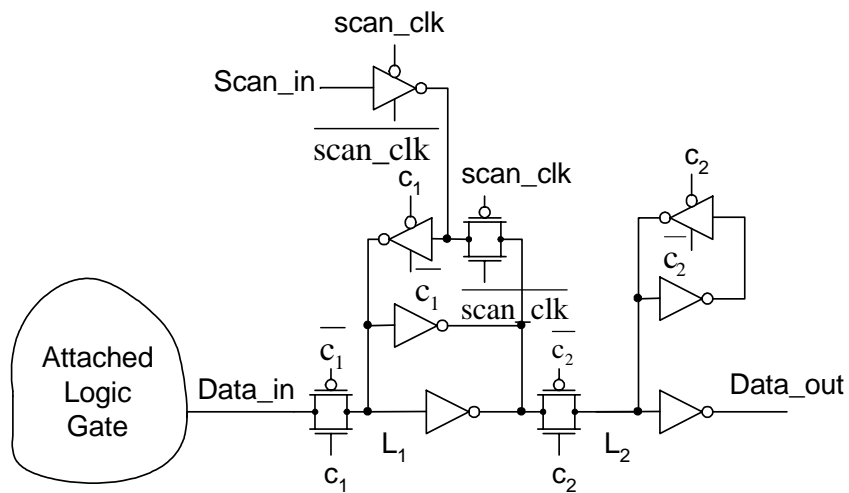 scan_clk
Scan_in
scan_clk
scan_clk
c1
c2
c1
c2
scan_clk
c1
c2
Attached
Logic
Gate
Data_in
Data_out
L1
L2
c1
c2